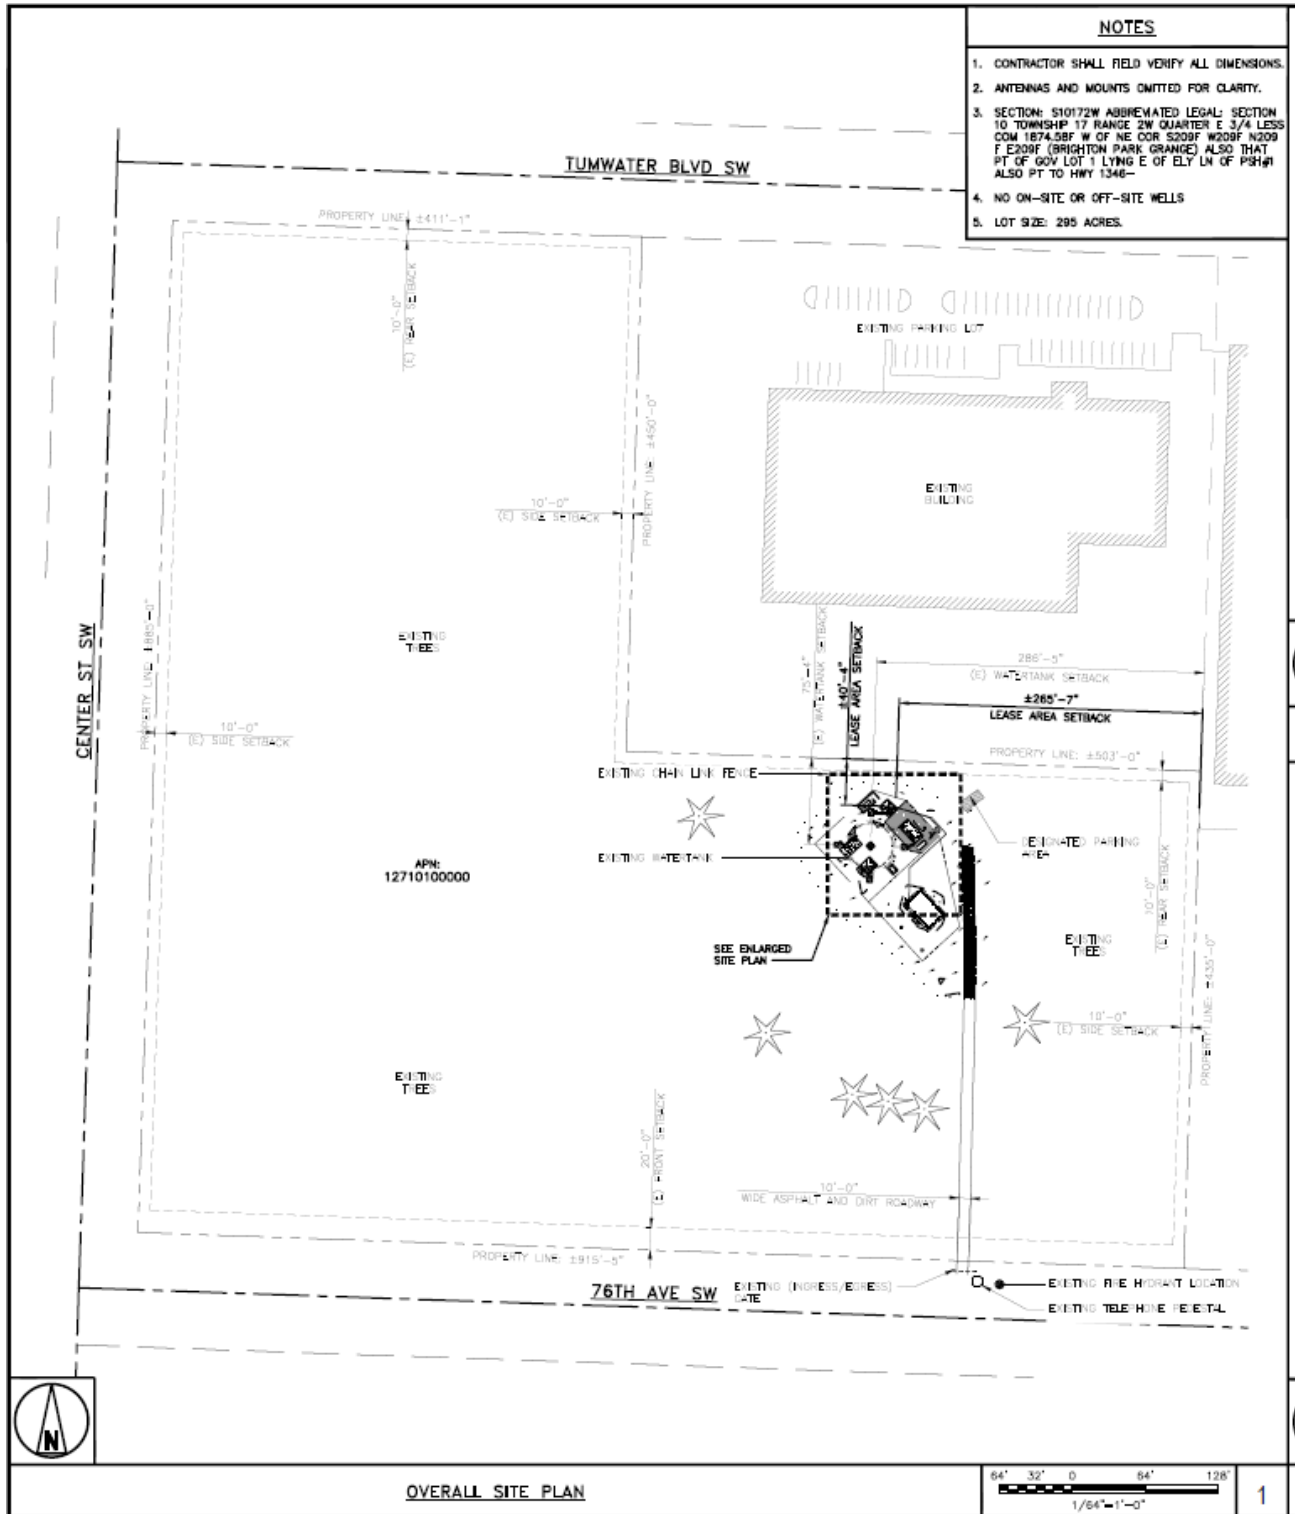 NOTES
1. CONTRACTOR SHALL FIELD VERIFY ALL DIMENSIONS.
2. ANTENNAS AND MOUNTS OMITTED FOR CLARITY.
3. SECTION: S10172W ABBREVIATED LEGAL: SECTION
10 TOWNSHIP 17 RANGE 2W QUARTER E 3/4 LESS
COM 1874.58F W OF NE COR S209F W209F N209
F E209F (BRIGHTON PARK GRANGE) ALSO THAT
PT OF GOV LOT 1 LYING E OF ELY LN OF PSH#1
ALSO PT TO HWY 1346-
4. NO ON-SITE OR OFF-SITE WELLS
5. LOT SIZE: 295 ACRES.
TUMWATER BLVD SW
PROPERTY LINE: ±411'-1"
10'-0"
(E) REAR SETBACK
EXISTING PARKING LOT
PROPERTY LINE: ±450'-0"
10'-0"
(E) SIDE SETBACK
EXISTING
BUILDING
CENTER ST SW
PROPERTY LINE: ±885'-0"
EXISTING
TREES
75'-4"
(E) WATERTANK SETBACK
±40'-4"
LEASE AREA SETBACK
286'-5"
(E) WATERTANK SETBACK
±265'-7"
LEASE AREA SETBACK
10'-0"
(E) SIDE SETBACK
PROPERTY LINE: ±503'-0"
EXISTING CHAIN LINK FENCE
DESIGNATED PARKING
AREA
EXISTING WATERTANK
APN:
12710100000
(E) REAR SETBACK
SEE ENLARGED
SITE PLAN
EXISTING
TREES
PROPERTY LINE: ±435'-0"
10'-0"
(E) SIDE SETBACK
EXISTING
TREES
20'-0"
(E) FRONT SETBACK
10'-0"
WIDE ASPHALT AND DIRT ROADWAY
PROPERTY LINE: ±915'-5"
76TH AVE SW
EXISTING (INGRESS/EGRESS)
GATE
EXISTING FIRE HYDRANT LOCATION
EXISTING TELEPHONE PEDESTAL
N
OVERALL SITE PLAN
64' 32' 0 64' 128'
1/64"=1'-0"
1